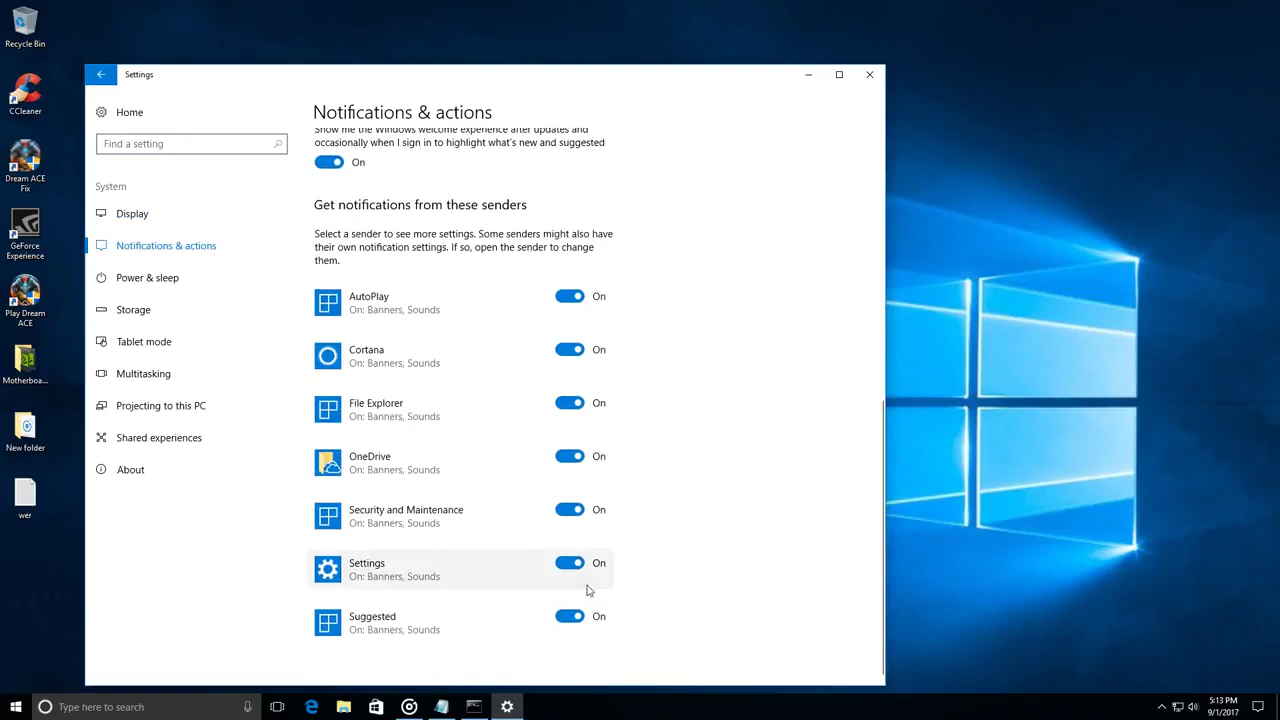 Recycle Bin
CCleaner
Dream ACE
Fix
GeForce
Experience
Play Dream
ACE
Motherboa...
New folder
wer
Settings
Home
Find a setting
System
Display
Notifications & actions
Power & sleep
Storage
Tablet mode
Multitasking
Projecting to this PC
Shared experiences
About
Notifications & actions
Show me the Windows welcome experience after updates and
occasionally when I sign in to highlight what's new and suggested
On
Get notifications from these senders
Select a sender to see more settings. Some senders might also have
their own notification settings. If so, open the sender to change
them.
AutoPlay
On
On: Banners, Sounds
Cortana
On
On: Banners, Sounds
File Explorer
On
On: Banners, Sounds
OneDrive
On
On: Banners, Sounds
Security and Maintenance
On
On: Banners, Sounds
Settings
On
On: Banners, Sounds
Suggested
On
On: Banners, Sounds
Type here to search
5:13 PM
9/1/2017